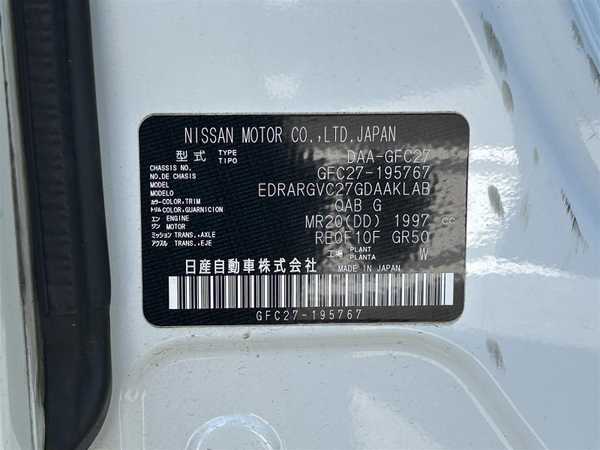 NISSAN MOTOR CO.,LTD.JAPAN
型式 TYPE TIPO DAA-GFC27
CHASSIS NO. NO.DE CHASIS GFC27-195767
MODEL MODELO EDRARGVC27GDAAKLAB
カラー COLOR,TRIM トリム COLOR,GUARNICION QAB G
エンジン ENGINE MOTOR MR20(DD) 1997 cc
ミッション TRANS.,AXLE アクスル TRANS.,EJE RE0F10F GR50
工場 PLANT PLANTA W
日産自動車株式会社 MADE IN JAPAN
GFC27-195767